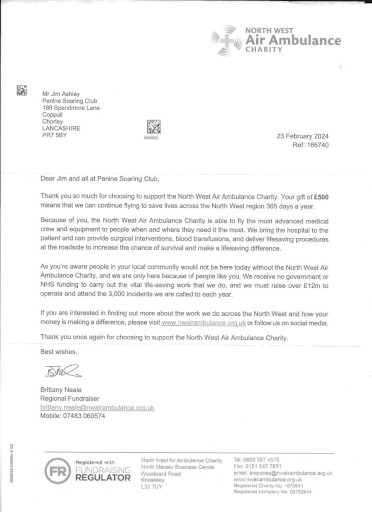 NORTH WEST
Air Ambulance
CHARITY
Mr Jim Ashley
Penine Soaring Club
189 Spendmore Lane
Coppull
Chorley
LANCASHIRE
PR7 5BY
23 February 2024
Ref: 166740
Dear Jim and all at Penine Soaring Club,
Thank you so much for choosing to support the North West Air Ambulance Charity. Your gift of £500
means that we can continue flying to save lives across the North West region 365 days a year.
Because of you, the North West Air Ambulance Charity is able to fly the most advanced medical
crew and equipment to people when and where they need it the most. We bring the hospital to the
patient and can provide surgical interventions, blood transfusions, and deliver lifesaving procedures
at the roadside to increase the chance of survival and make a lifesaving difference.
As you're aware people in your local community would not be here today without the North West Air
Ambulance Charity, and we are only here because of people like you. We receive no government or
NHS funding to carry out the vital life-saving work that we do, and we must raise over £12m to
operate and attend the 3,000 incidents we are called to each year.
If you are interested in finding out more about the work we do across the North West and how your
money is making a difference, please visit www.nwairambulance.org.uk or follow us on social media.
Thank you once again for choosing to support the North West Air Ambulance Charity.
Best wishes,
Brittany Neale
Regional Fundraiser
brittany.neale@nwairambulance.org.uk
Mobile: 07483 060574
FR
Registered with
FUNDRAISING
REGULATOR
North West Air Ambulance Charity
North Mersey Business Centre
Woodward Road
Knowsley
L33 7UY
Tel: 0800 587 4570
Fax: 0151 547 7831
email: enquiries@nwairambulance.org.uk
www.nwairambulance.org.uk
Registered Charity No. 1075641
Registered Company No. 03752544